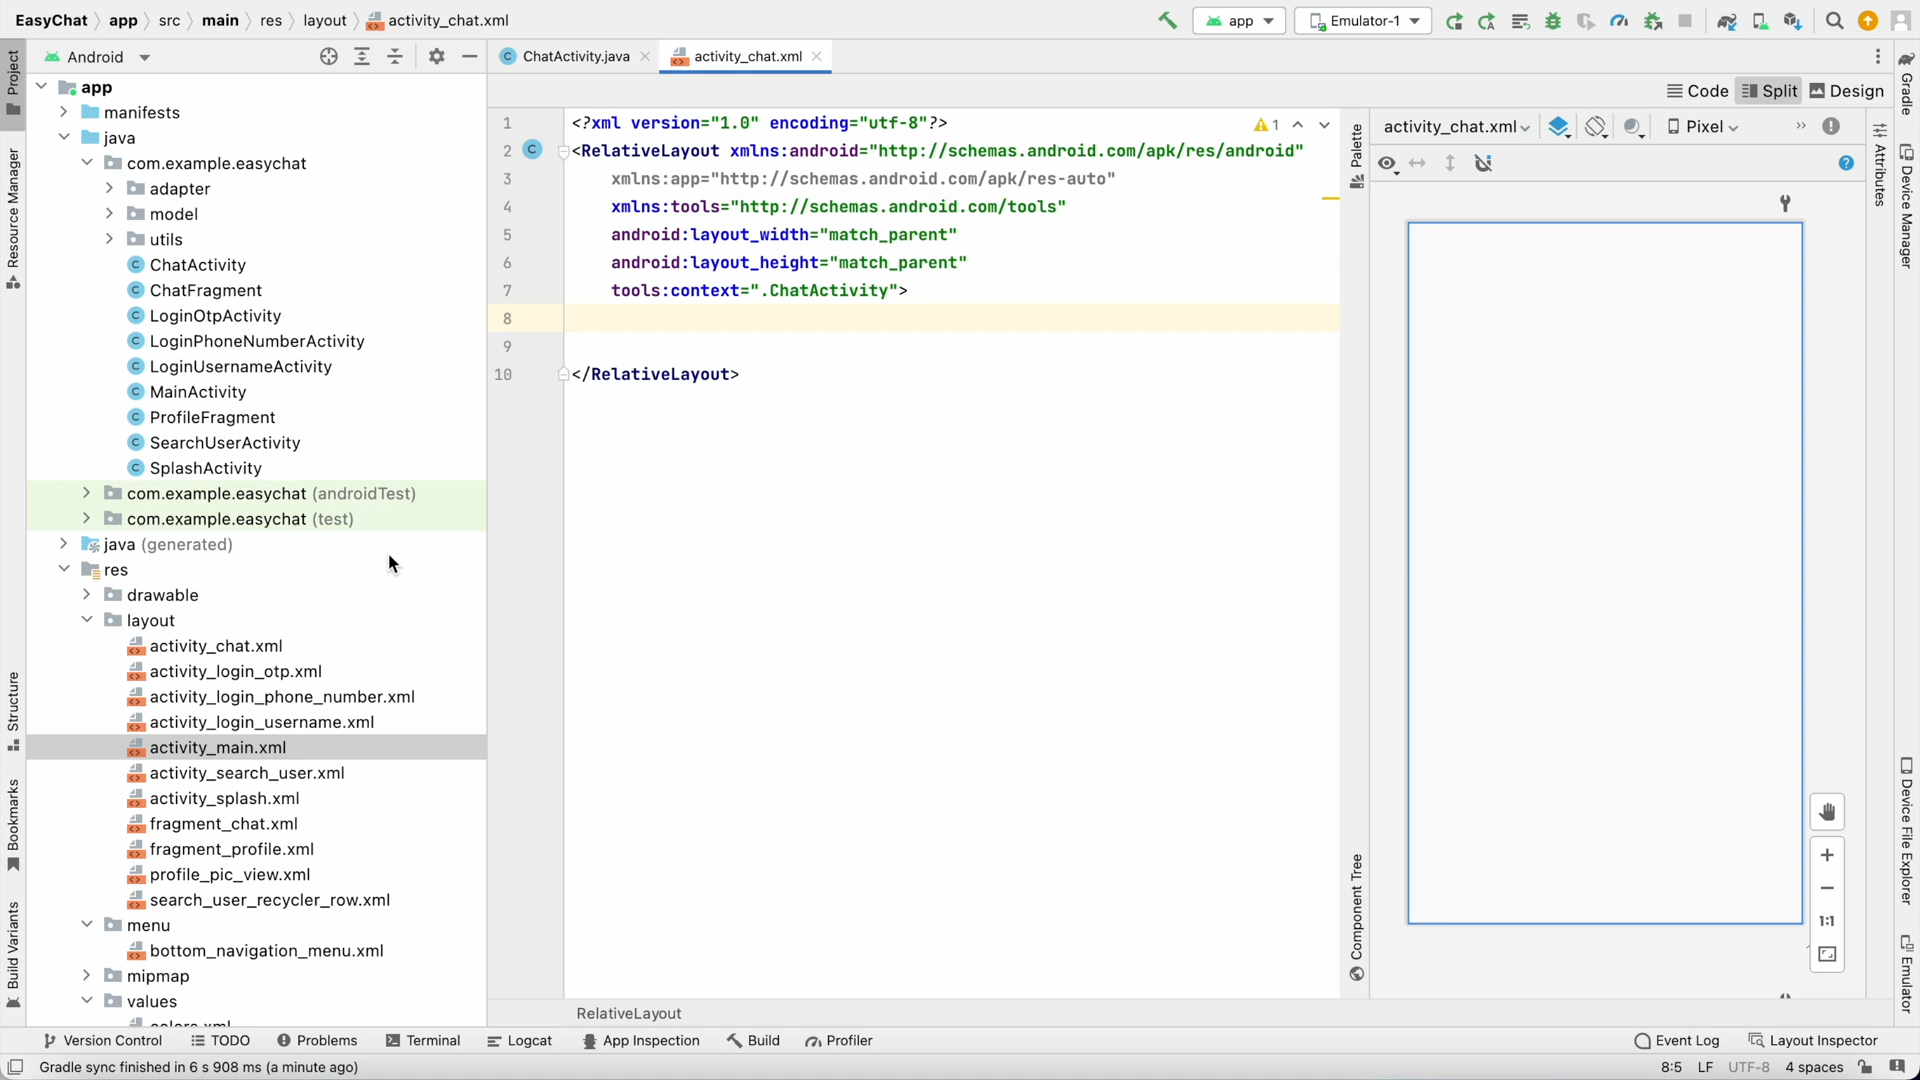 EasyChat app src main res layout activity_chat.xml
app Emulator-1
Android
ChatActivity.java activity_chat.xml
Code Split Design
Project
Resource Manager
Structure
Bookmarks
Build Variants
app
manifests
java
com.example.easychat
adapter
model
utils
ChatActivity
ChatFragment
LoginOtpActivity
LoginPhoneNumberActivity
LoginUsernameActivity
MainActivity
ProfileFragment
SearchUserActivity
SplashActivity
com.example.easychat (androidTest)
com.example.easychat (test)
java (generated)
res
drawable
layout
activity_chat.xml
activity_login_otp.xml
activity_login_phone_number.xml
activity_login_username.xml
activity_main.xml
activity_search_user.xml
activity_splash.xml
fragment_chat.xml
fragment_profile.xml
profile_pic_view.xml
search_user_recycler_row.xml
menu
bottom_navigation_menu.xml
mipmap
values
colors.xml
1 <?xml version="1.0" encoding="utf-8"?>
1
2 <RelativeLayout xmlns:android="http://schemas.android.com/apk/res/android"
3 xmlns:app="http://schemas.android.com/apk/res-auto"
4 xmlns:tools="http://schemas.android.com/tools"
5 android:layout_width="match_parent"
6 android:layout_height="match_parent"
7 tools:context=".ChatActivity">
8
9
10 </RelativeLayout>
RelativeLayout
Palette
Component Tree
activity_chat.xml Pixel
1:1
Attributes
Gradle
Device Manager
Device File Explorer
Emulator
Version Control TODO Problems Terminal Logcat App Inspection Build Profiler Event Log Layout Inspector
Gradle sync finished in 6 s 908 ms (a minute ago) 8:5 LF UTF-8 4 spaces